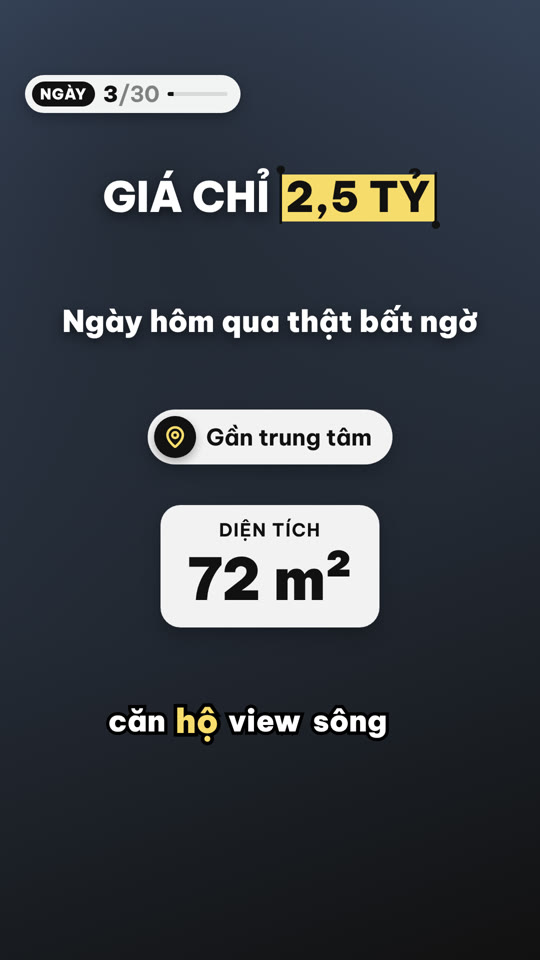 NGÀY 3/30
GIÁ CHỈ 2,5 TỶ
Ngày hôm qua thật bất ngờ
Gần trung tâm
DIỆN TÍCH
72 m²
căn hộ view sông